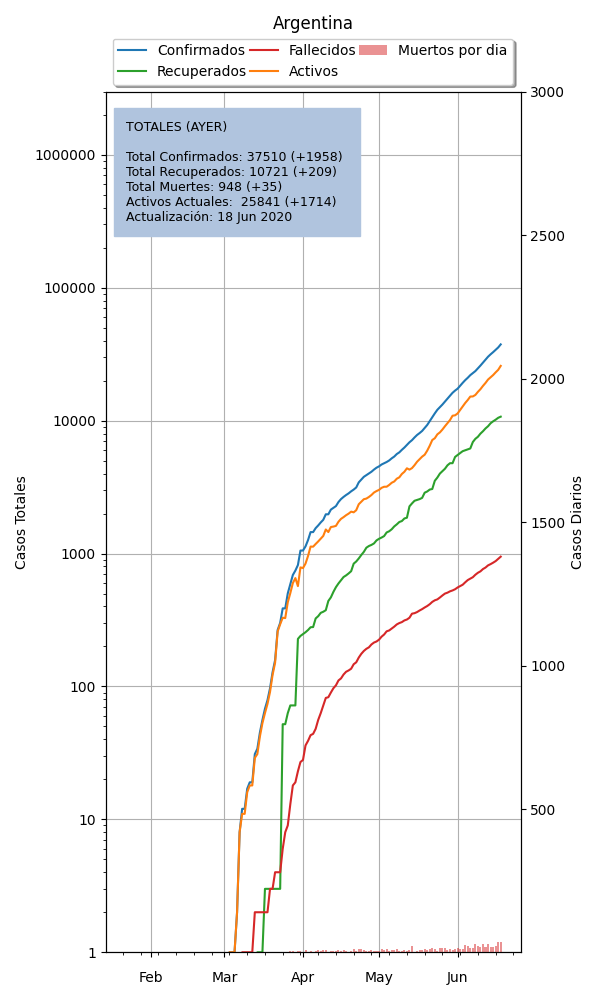 Argentina
Confirmados
Fallecidos
Muertos por dia
Recuperados
Activos
TOTALES (AYER)
Total Confirmados: 37510 (+1958)
Total Recuperados: 10721 (+209)
Total Muertes: 948 (+35)
Activos Actuales:  25841 (+1714)
Actualización: 18 Jun 2020
1000000
100000
10000
1000
100
10
1
Casos Totales
3000
2500
2000
1500
1000
500
Casos Diarios
Feb
Mar
Apr
May
Jun